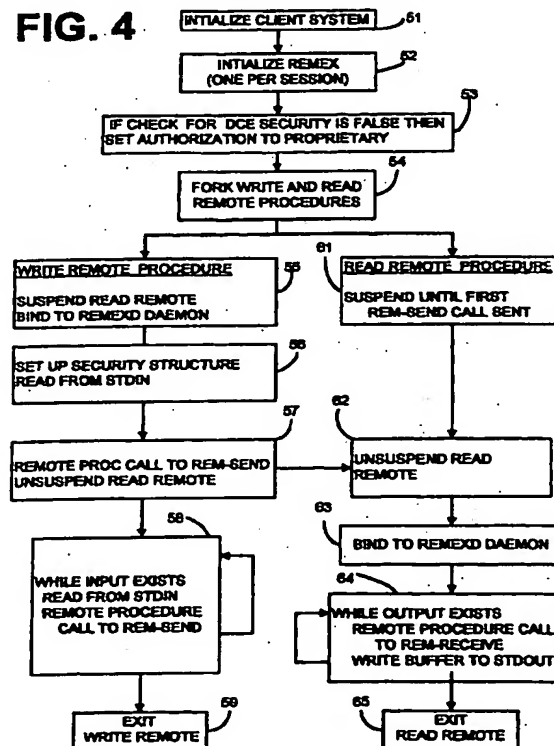 FIG. 4
INTIALIZE CLIENT SYSTEM
51
INTIALIZE REMEX
(ONE PER SESSION)
52
IF CHECK FOR DCE SECURITY IS FALSE THEN
SET AUTHORIZATION TO PROPRIETARY
53
FORK WRITE AND READ
REMOTE PROCEDURES
54
WRITE REMOTE PROCEDURE
SUSPEND READ REMOTE
BIND TO REMEXD DAEMON
55
SET UP SECURITY STRUCTURE
READ FROM STDIN
56
REMOTE PROC CALL TO REM-SEND
UNSUSPEND READ REMOTE
57
WHILE INPUT EXISTS
READ FROM STDIN
REMOTE PROCEDURE
CALL TO REM-SEND
58
EXIT
WRITE REMOTE
59
READ REMOTE PROCEDURE
SUSPEND UNTIL FIRST
REM-SEND CALL SENT
61
UNSUSPEND READ
REMOTE
62
BIND TO REMEXD DAEMON
63
WHILE OUTPUT EXISTS
REMOTE PROCEDURE CALL
TO REM-RECEIVE
WRITE BUFFER TO STDOUT
64
EXIT
READ REMOTE
65